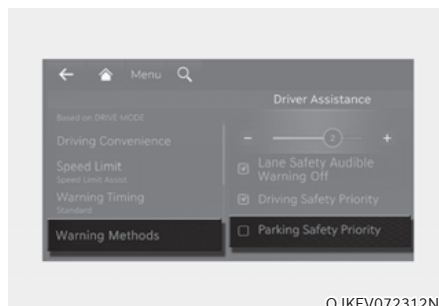 Menu
Driver Assistance
Based on DRIVE MODE
Driving Convenience
Speed Limit
Speed Limit Assist
Warning Timing
Standard
Warning Methods
- 2 +
Lane Safety Audible
Warning Off
Driving Safety Priority
Parking Safety Priority